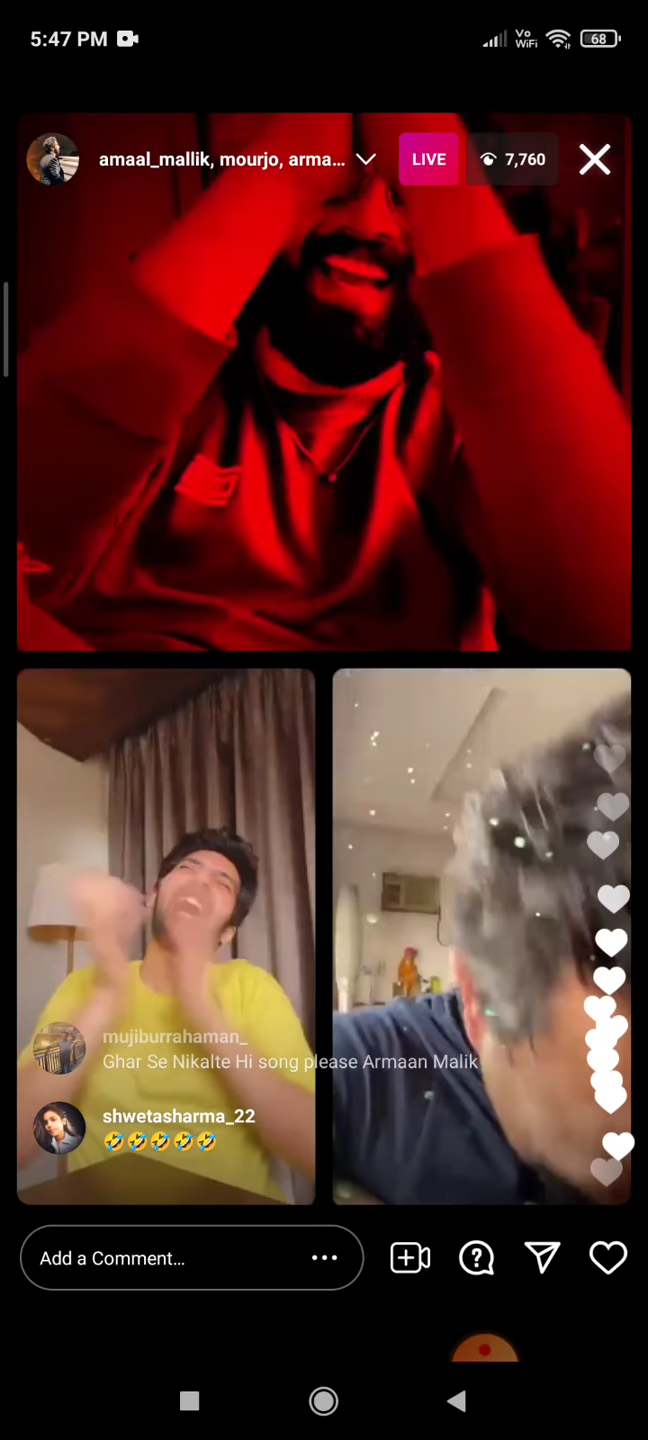 5:47 PM
Vo
WiFi
68
amaal_mallik, mourjo, arma...
LIVE
7,760
mujiburrahaman_
Ghar Se Nikalte Hi song please Armaan Malik
shwetasharma_22
🤣🤣🤣🤣🤣
Add a Comment...